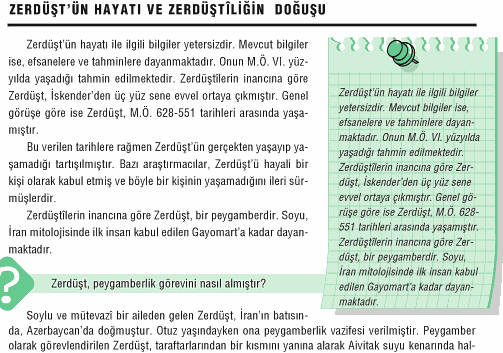 ZERDÜŞT’ÜN HAYATI VE ZERDÜŞTÎLİĞİN DOĞUŞU
Zerdüşt’ün hayatı ile ilgili bilgiler yetersizdir. Mevcut bilgiler
ise, efsanelere ve tahminlere dayanmaktadır. Onun M.Ö. VI. yüz-
yılda yaşadığı tahmin edilmektedir. Zerdüştîlerin inancına göre
Zerdüşt, İskender’den üç yüz sene evvel ortaya çıkmıştır. Genel
görüşe göre ise Zerdüşt, M.Ö. 628-551 tarihleri arasında yaşa-
mıştır.
Bu verilen tarihlere rağmen Zerdüşt’ün gerçekten yaşayıp ya-
şamadığı tartışılmıştır. Bazı araştırmacılar, Zerdüşt’ü hayali bir
kişi olarak kabul etmiş ve böyle bir kişinin yaşamadığını ileri sür-
müşlerdir.
Zerdüştîlerin inancına göre Zerdüşt, bir peygamberdir. Soyu,
İran mitolojisinde ilk insan kabul edilen Gayomart’a kadar dayan-
maktadır.
Zerdüşt’ün hayatı ile ilgili bilgiler
yetersizdir. Mevcut bilgiler ise,
efsanelere ve tahminlere dayan-
maktadır. Onun M.Ö. VI. yüzyılda
yaşadığı tahmin edilmektedir.
Zerdüştîlerin inancına göre Zer-
düşt, İskender’den üç yüz sene
evvel ortaya çıkmıştır. Genel gö-
rüşe göre ise Zerdüşt, M.Ö. 628-
551 tarihleri arasında yaşamıştır.
Zerdüştîlerin inancına göre Zer-
düşt, bir peygamberdir. Soyu,
İran mitolojisinde ilk insan kabul
edilen Gayomart’a kadar dayan-
maktadır.
? Zerdüşt, peygamberlik görevini nasıl almıştır?
Soylu ve mütevazî bir aileden gelen Zerdüşt, İran’ın batısın-
da, Azerbaycan’da doğmuştur. Otuz yaşındayken ona peygamberlik vazifesi verilmiştir. Peygamber
olarak görevlendirilen Zerdüşt, taraftarlarından bir kısmını yanına alarak Aivitak suyu kenarında hal-